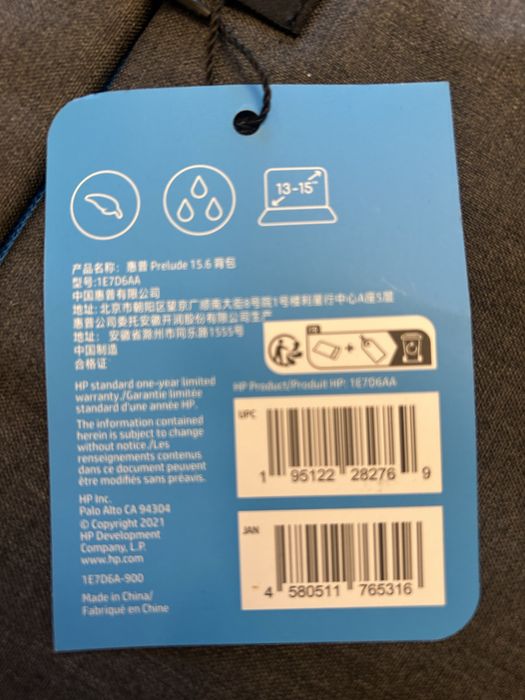 13-15"
产品名称：惠普 Prelude 15.6 背包
型号:1E7D6AA
中国惠普有限公司
地址: 北京市朝阳区望京广顺南大街8号院1号楼利星行中心A座5层
惠普公司委托安徽开润股份有限公司生产
地址： 安徽省滁州市同乐路1555号
中国制造
合格证
FR
+
HP standard one-year limited
warranty./Garantie limitée
standard d'une année HP.
The information contained
herein is subject to change
without notice./Les
renseignements contenus
dans ce document peuvent
être modifiés sans préavis.
HP Inc.
Palo Alto CA 94304
© Copyright 2021
HP Development
Company, L.P.
www.hp.com
1E7D6A-900
Made in China/
Fabriqué en Chine
HP Product/Produit HP: 1E7D6AA
UPC
1 95122 28276 9
JAN
4 580511 765316